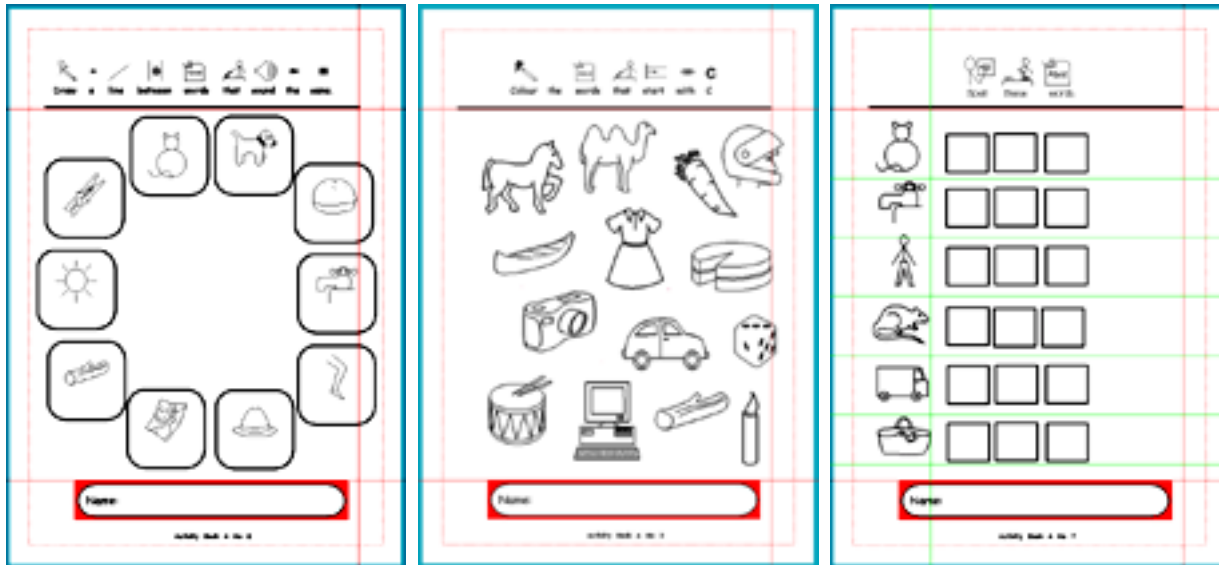 Draw a line between words that sound the same.
Name:
Colour the words that start with C
Name:
Spell these words
Name: